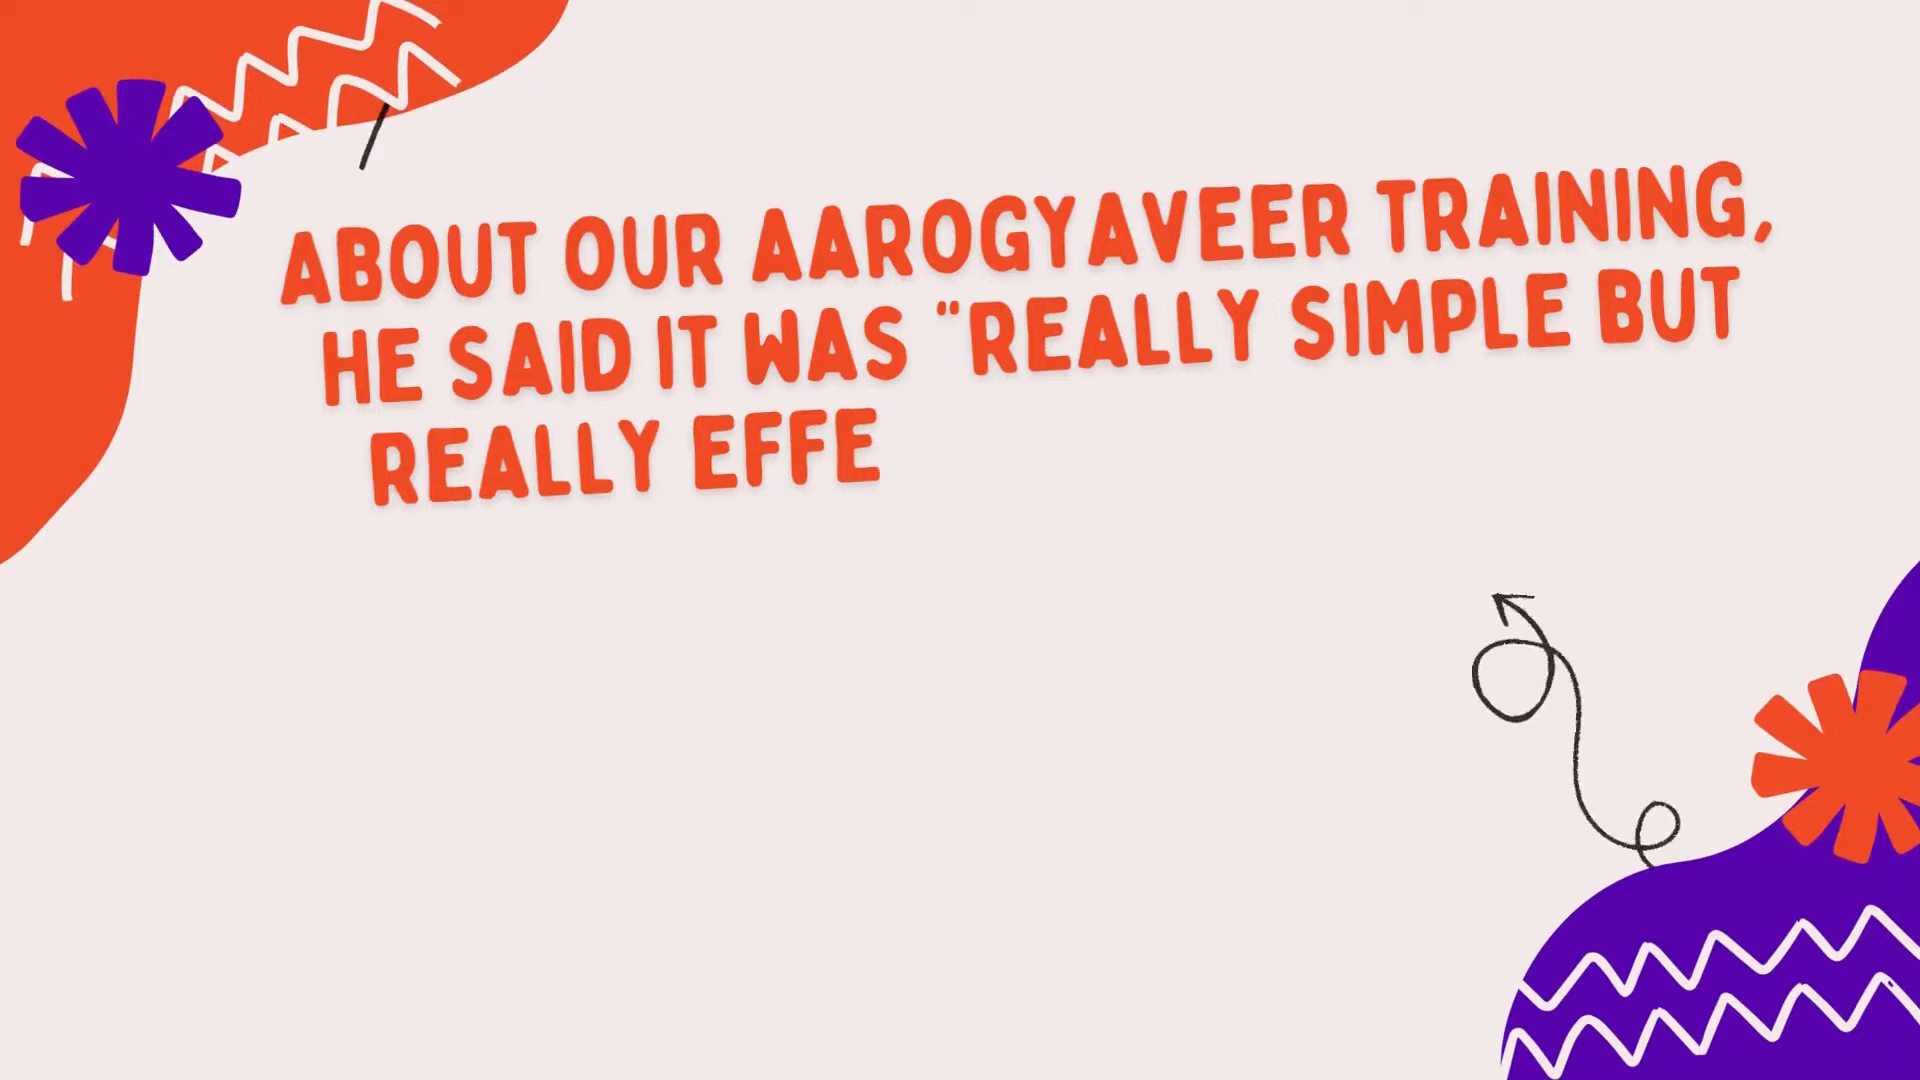 ABOUT OUR AAROGYAVEER TRAINING,
HE SAID IT WAS "REALLY SIMPLE BUT
REALLY EFFE